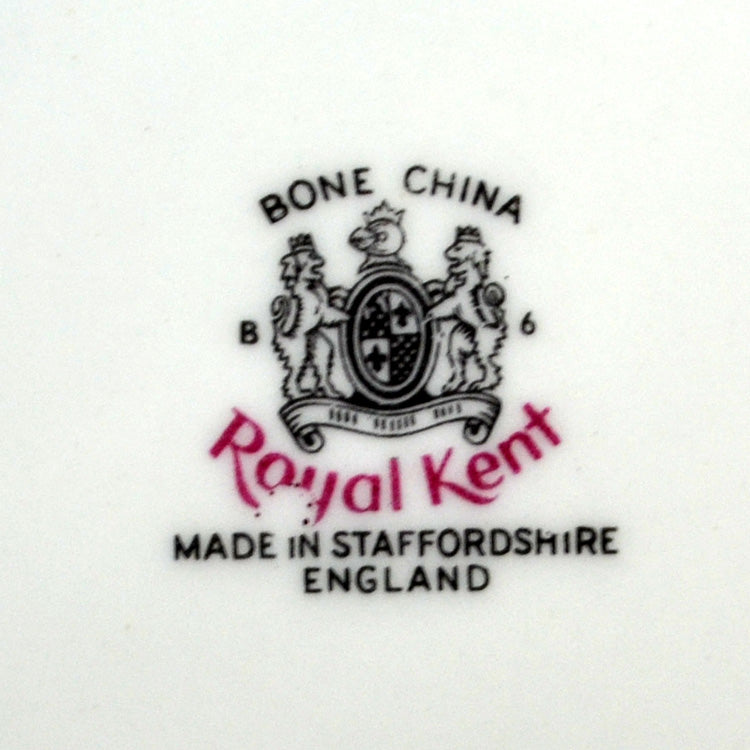 BONE CHINA
B 6
Royal Kent
MADE IN STAFFORDSHIRE
ENGLAND